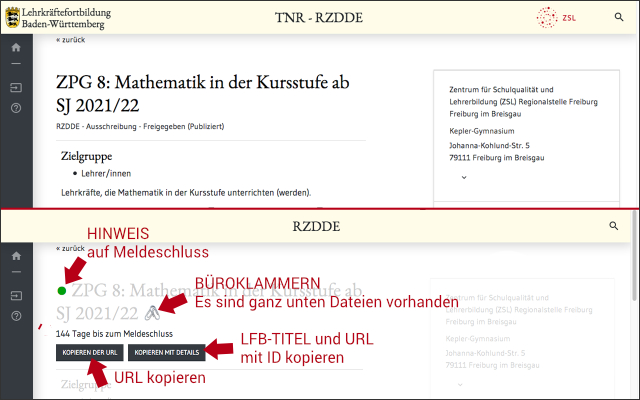 Lehrkräftefortbildung
Baden-Württemberg
TNR - RZDDE
ZSL
« zurück
ZPG 8: Mathematik in der Kursstufe ab
SJ 2021/22
RZDDE - Ausschreibung - Freigegeben (Publiziert)
Zielgruppe
• Lehrer/innen
Lehrkräfte, die Mathematik in der Kursstufe unterrichten (werden).
Zentrum für Schulqualität und
Lehrerbildung (ZSL) Regionalstelle Freiburg
Freiburg im Breisgau
Kepler-Gymnasium
Johanna-Kohlund-Str. 5
79111 Freiburg im Breisgau
RZDDE
HINWEIS
auf Meldeschluss
« zurück
ZPG 8: Mathematik in der Kursstufe ab
SJ 2021/22
BÜROKLAMMERN
Es sind ganz unten Dateien vorhanden
144 Tage bis zum Meldeschluss
KOPIEREN DER URL
KOPIEREN MIT DETAILS
LFB-TITEL und URL
mit ID kopieren
URL kopieren
Zielgruppe
Zentrum für Schulqualität und
Lehrerbildung (ZSL) Regionalstelle Freiburg
Freiburg im Breisgau
Kepler-Gymnasium
Johanna-Kohlund-Str. 5
79111 Freiburg im Breisgau